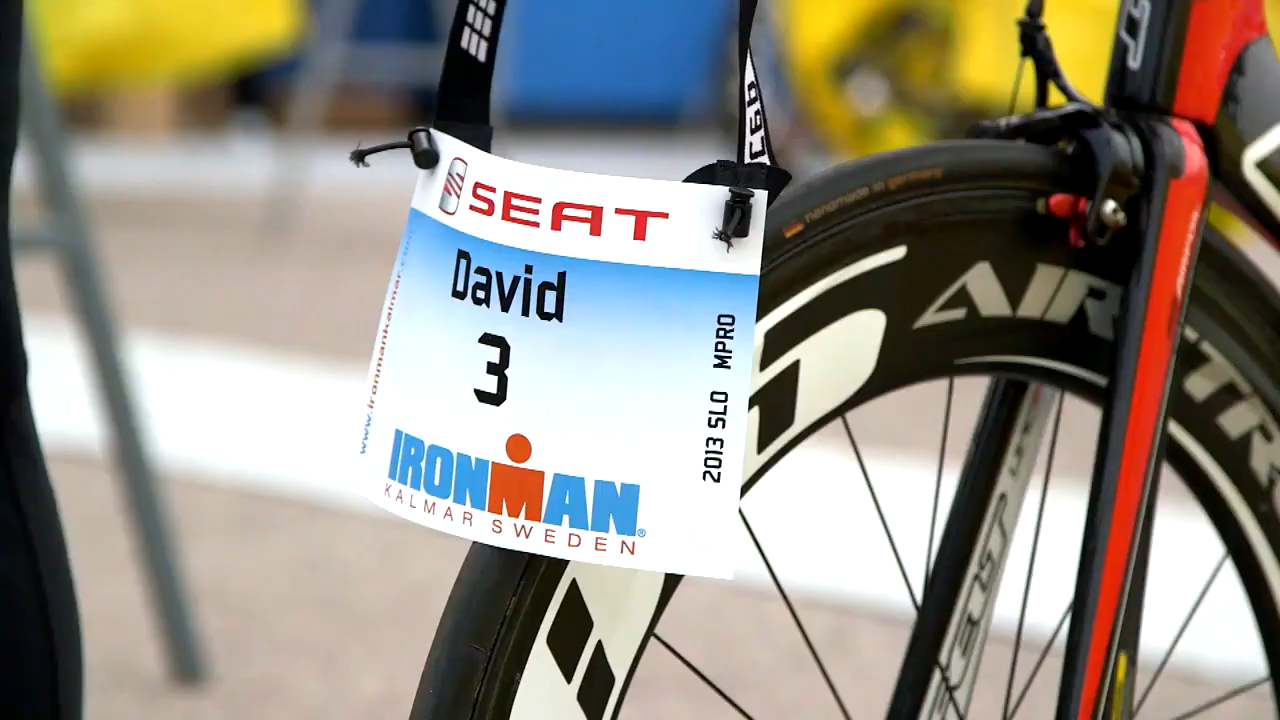 SEAT
David
3
IRONMAN®
KALMAR SWEDEN
www.ironmankalmar.com
2013 SLO MPRO
handmade in germany
AIR